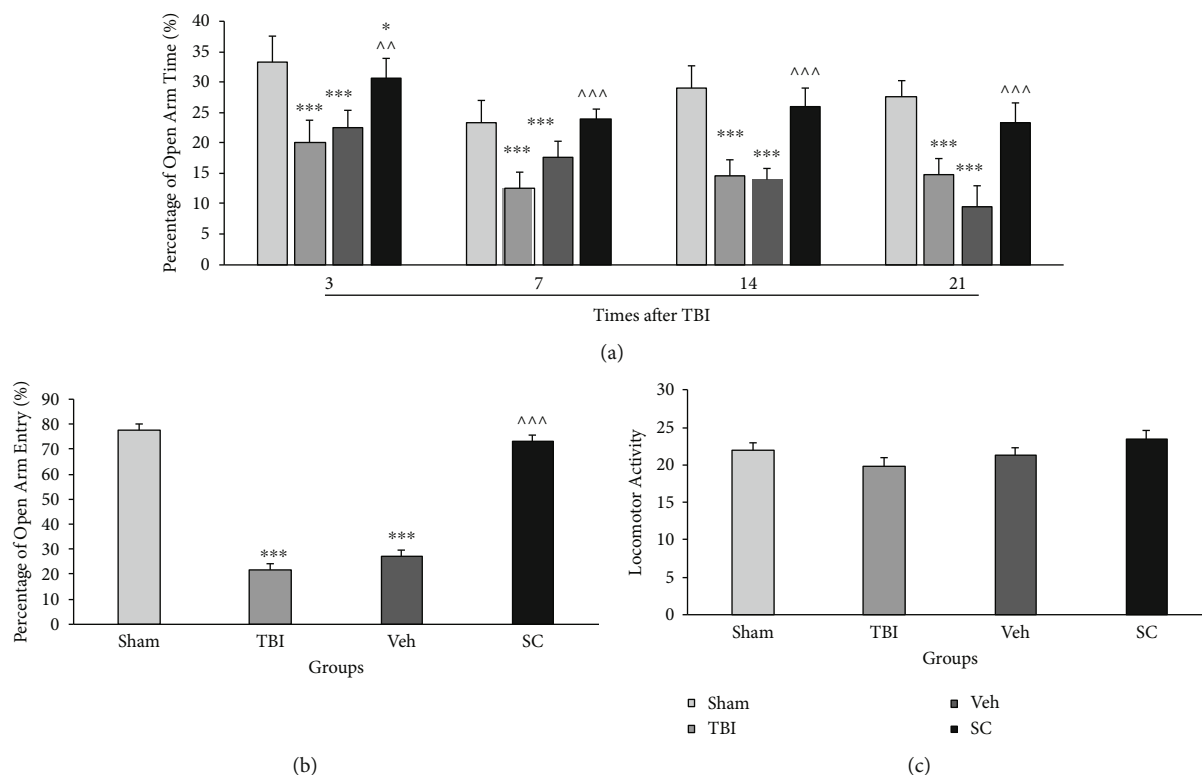 Percentage of Open Arm Time (%)
40
35
30
25
20
15
10
5
0
*** *** * ^^
*** *** ^^^
*** *** ^^^
*** *** ^^^
3 7 14 21
Times after TBI
(a)
Percentage of Open Arm Entry (%)
90
80
70
60
50
40
30
20
10
0
*** *** ^^^
Sham TBI Veh SC
Groups
(b)
Locomotor Activity
30
25
20
15
10
5
0
Sham TBI Veh SC
Groups
Sham Veh
TBI SC
(c)